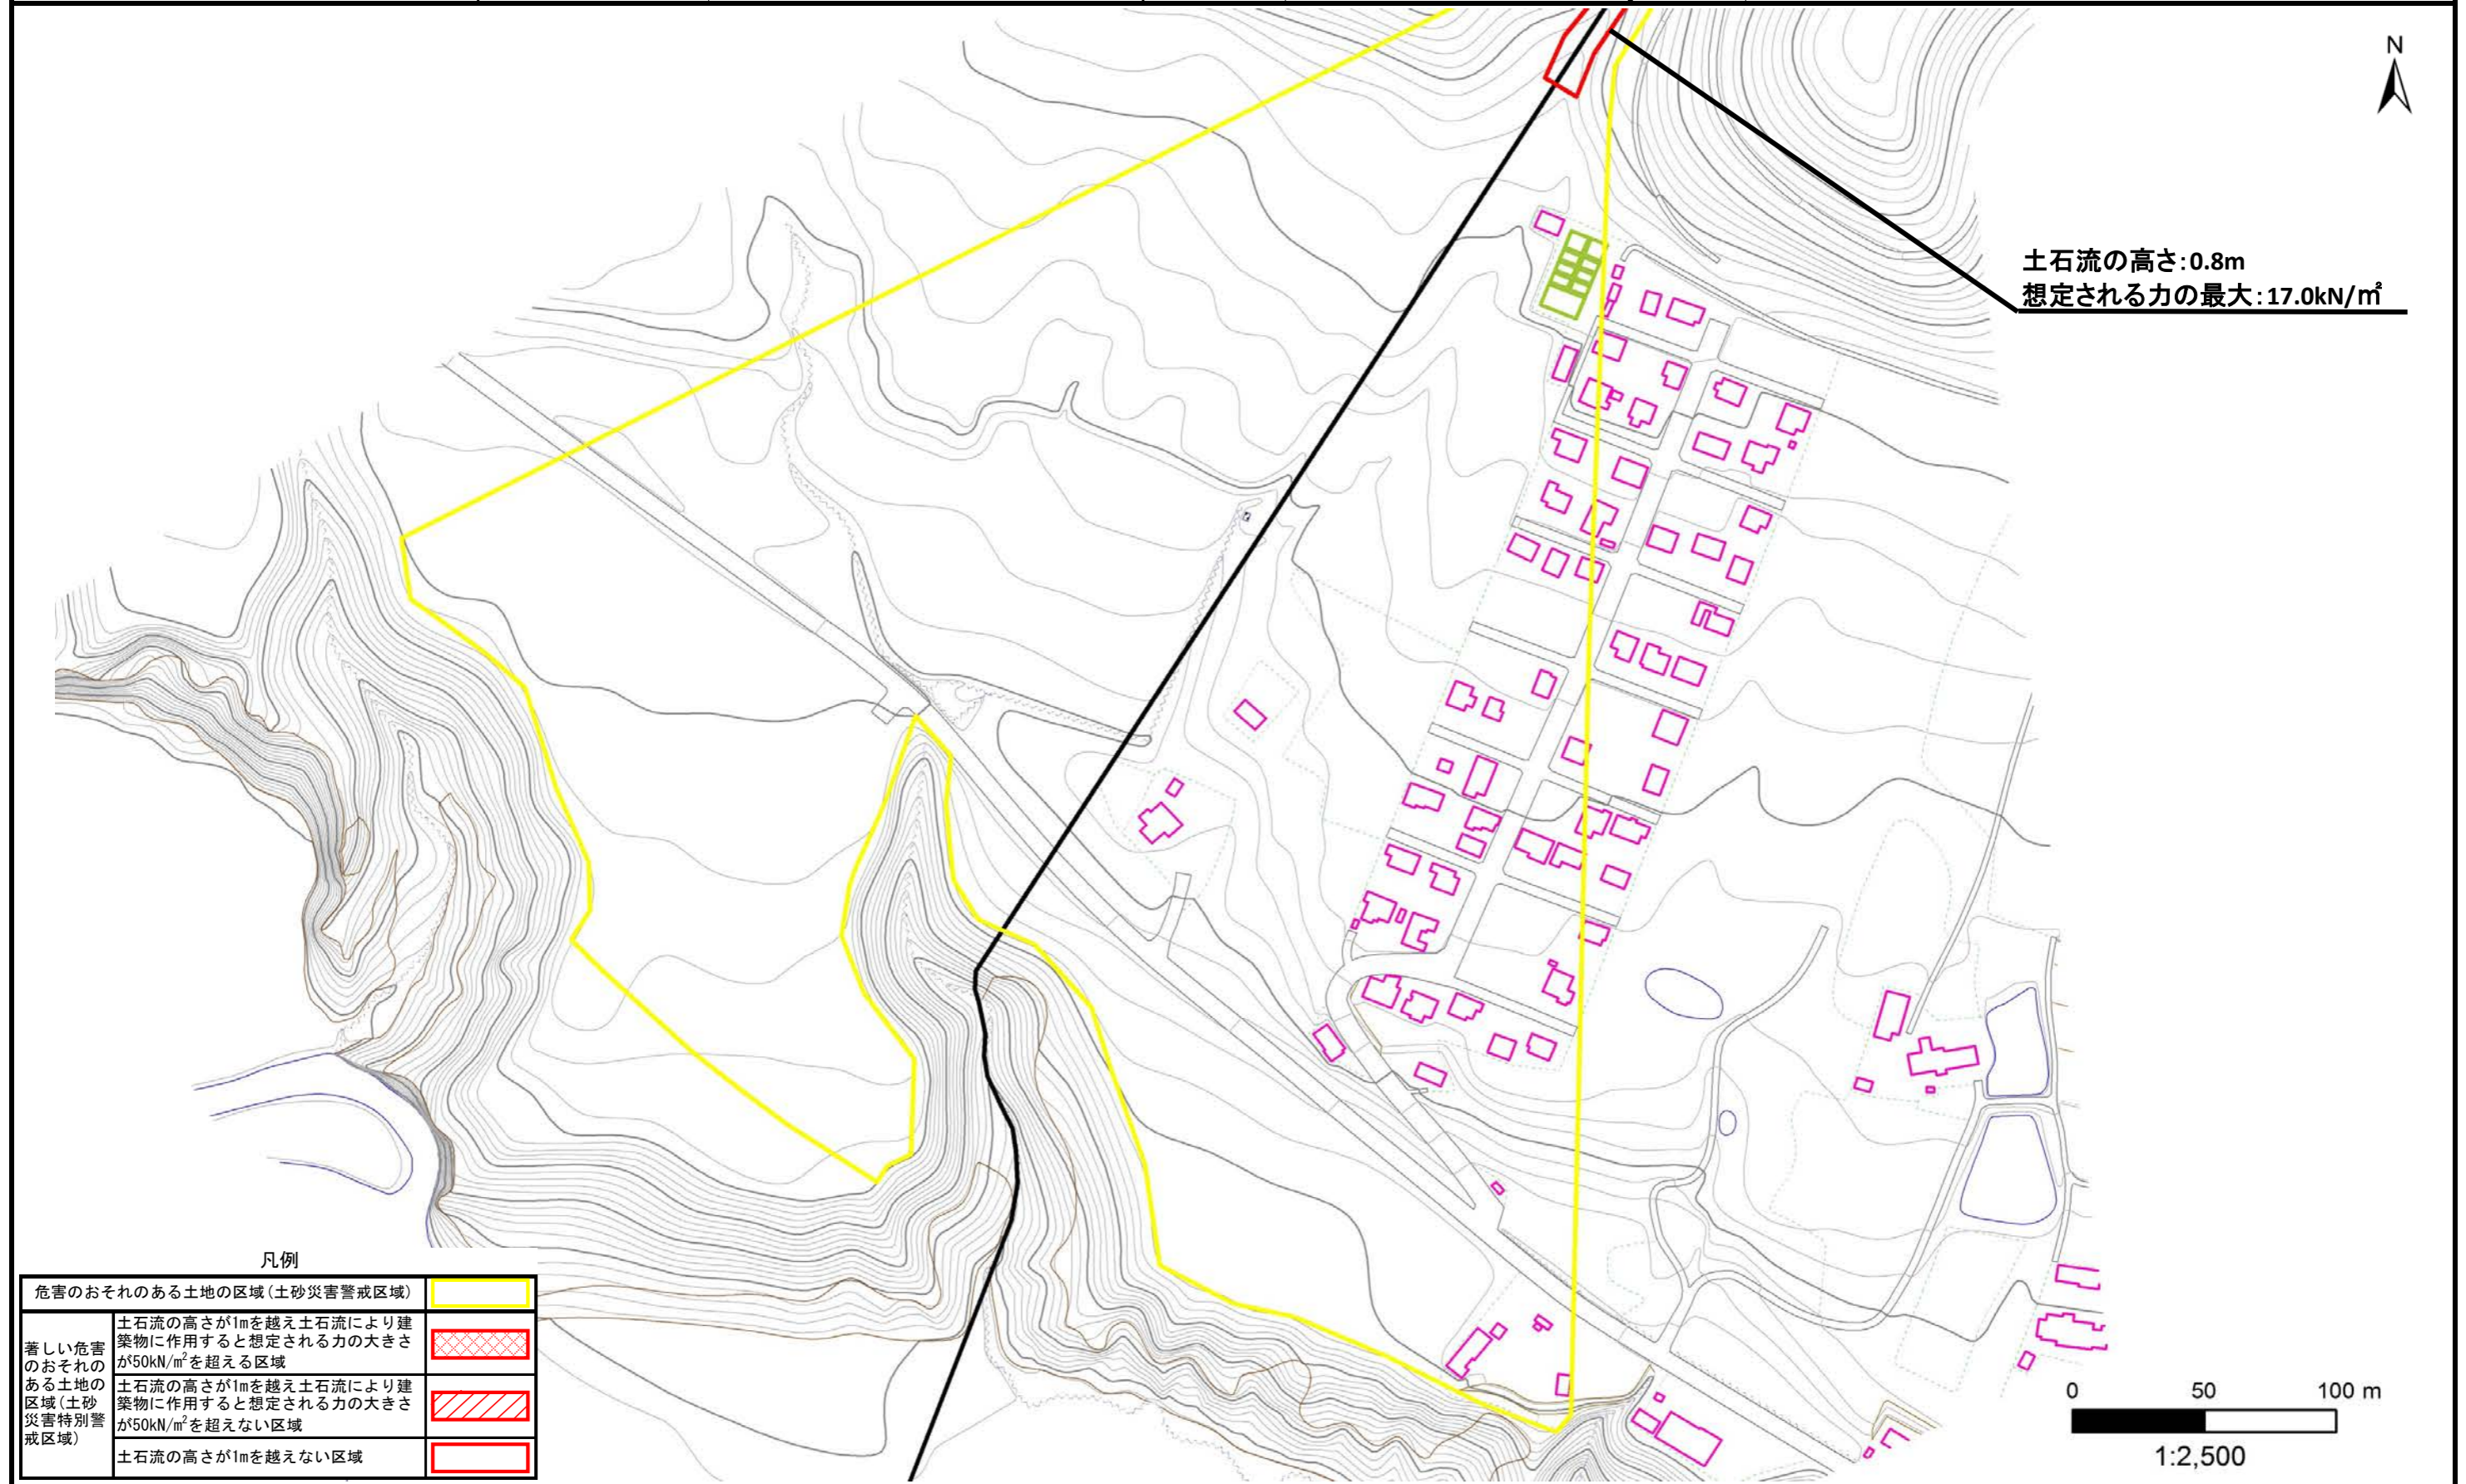 N
土石流の高さ:0.8m
想定される力の最大:17.0kN/㎡
凡例
危害のおそれのある土地の区域(土砂災害警戒区域)
著しい危害
のおそれの
ある土地の
区域(土砂
災害特別警
戒区域)
土石流の高さが1mを越え土石流により建
築物に作用すると想定される力の大きさ
が50kN/m²を超える区域
土石流の高さが1mを越え土石流により建
築物に作用すると想定される力の大きさ
が50kN/m²を超えない区域
土石流の高さが1mを越えない区域
0 50 100 m
1:2,500